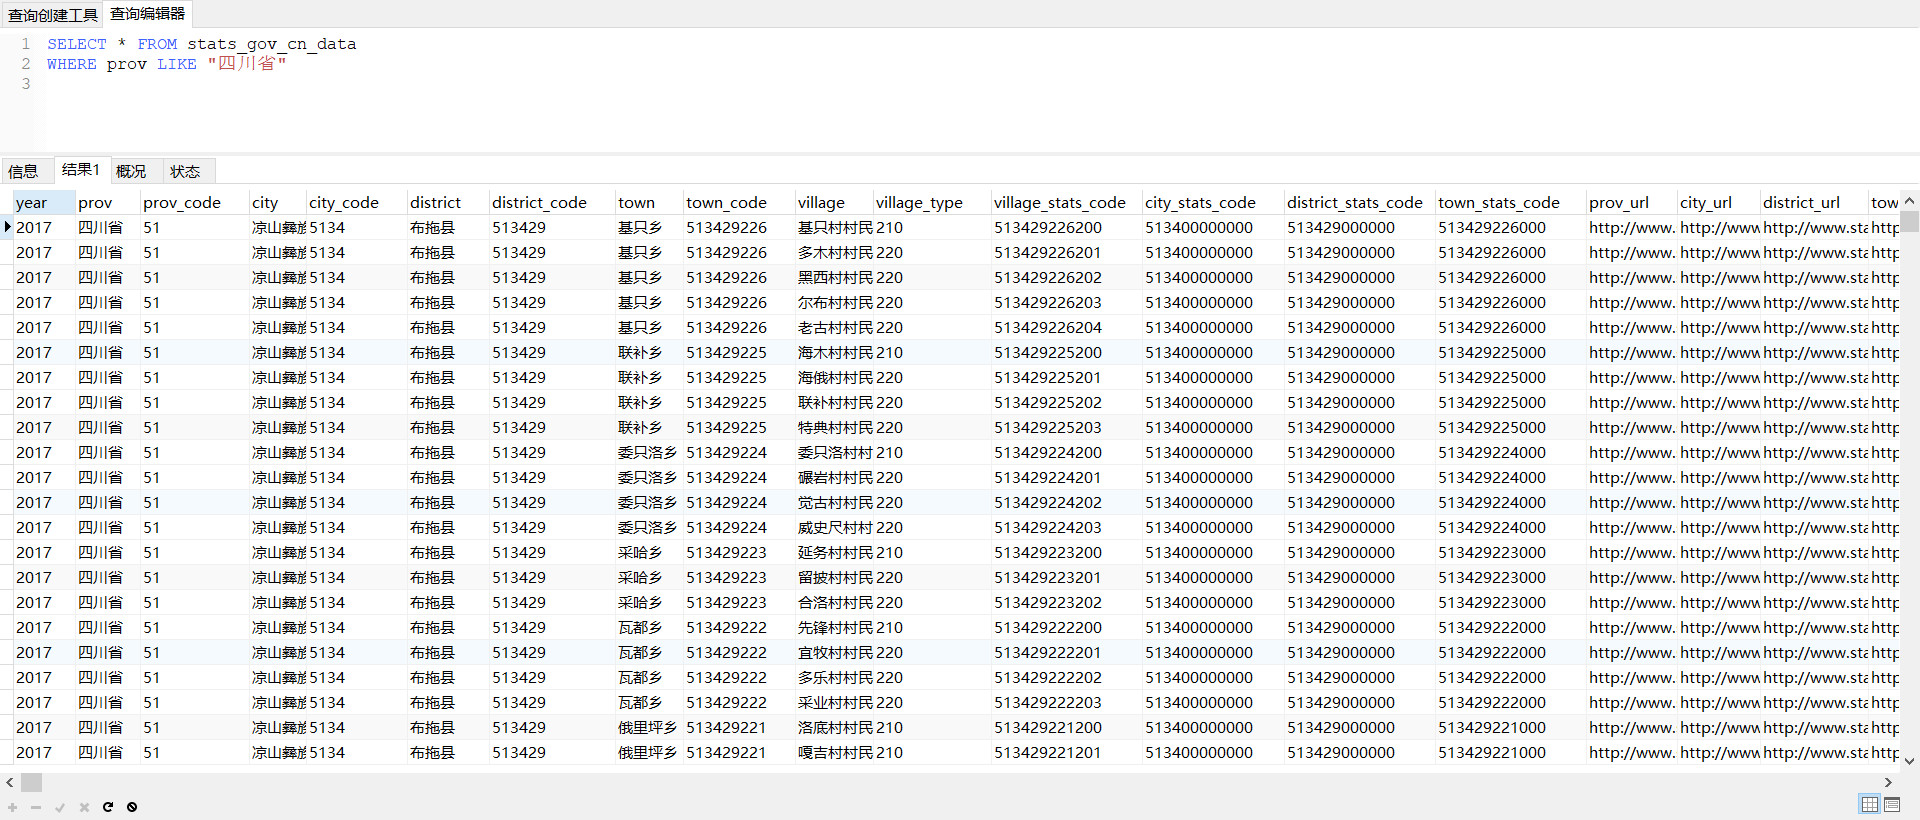 查询创建工具 查询编辑器
1 SELECT * FROM stats_gov_cn_data
2 WHERE prov LIKE "四川省"
3
信息 结果1 概况 状态
year prov prov_code city city_code district district_code town town_code village village_type village_stats_code city_stats_code district_stats_code town_stats_code prov_url city_url district_url tow
2017 四川省 51 凉山彝族 5134 布拖县 513429 基只乡 513429226 基只村村民 210 513429226200 513400000000 513429000000 513429226000 http://www. http://www http://www.sta http
2017 四川省 51 凉山彝族 5134 布拖县 513429 基只乡 513429226 多木村村民 220 513429226201 513400000000 513429000000 513429226000 http://www. http://www http://www.sta http
2017 四川省 51 凉山彝族 5134 布拖县 513429 基只乡 513429226 黑西村村民 220 513429226202 513400000000 513429000000 513429226000 http://www. http://www http://www.sta http
2017 四川省 51 凉山彝族 5134 布拖县 513429 基只乡 513429226 尔布村村民 220 513429226203 513400000000 513429000000 513429226000 http://www. http://www http://www.sta http
2017 四川省 51 凉山彝族 5134 布拖县 513429 基只乡 513429226 老古村村民 220 513429226204 513400000000 513429000000 513429226000 http://www. http://www http://www.sta http
2017 四川省 51 凉山彝族 5134 布拖县 513429 联补乡 513429225 海木村村民 210 513429225200 513400000000 513429000000 513429225000 http://www. http://www http://www.sta http
2017 四川省 51 凉山彝族 5134 布拖县 513429 联补乡 513429225 海俄村村民 220 513429225201 513400000000 513429000000 513429225000 http://www. http://www http://www.sta http
2017 四川省 51 凉山彝族 5134 布拖县 513429 联补乡 513429225 联补村村民 220 513429225202 513400000000 513429000000 513429225000 http://www. http://www http://www.sta http
2017 四川省 51 凉山彝族 5134 布拖县 513429 联补乡 513429225 特典村村民 220 513429225203 513400000000 513429000000 513429225000 http://www. http://www http://www.sta http
2017 四川省 51 凉山彝族 5134 布拖县 513429 委只洛乡 513429224 委只洛村村 210 513429224200 513400000000 513429000000 513429224000 http://www. http://www http://www.sta http
2017 四川省 51 凉山彝族 5134 布拖县 513429 委只洛乡 513429224 碾岩村村民 220 513429224201 513400000000 513429000000 513429224000 http://www. http://www http://www.sta http
2017 四川省 51 凉山彝族 5134 布拖县 513429 委只洛乡 513429224 觉古村村民 220 513429224202 513400000000 513429000000 513429224000 http://www. http://www http://www.sta http
2017 四川省 51 凉山彝族 5134 布拖县 513429 委只洛乡 513429224 威史尺村村 220 513429224203 513400000000 513429000000 513429224000 http://www. http://www http://www.sta http
2017 四川省 51 凉山彝族 5134 布拖县 513429 采哈乡 513429223 延务村村民 210 513429223200 513400000000 513429000000 513429223000 http://www. http://www http://www.sta http
2017 四川省 51 凉山彝族 5134 布拖县 513429 采哈乡 513429223 留披村村民 220 513429223201 513400000000 513429000000 513429223000 http://www. http://www http://www.sta http
2017 四川省 51 凉山彝族 5134 布拖县 513429 采哈乡 513429223 合洛村村民 220 513429223202 513400000000 513429000000 513429223000 http://www. http://www http://www.sta http
2017 四川省 51 凉山彝族 5134 布拖县 513429 瓦都乡 513429222 先锋村村民 210 513429222200 513400000000 513429000000 513429222000 http://www. http://www http://www.sta http
2017 四川省 51 凉山彝族 5134 布拖县 513429 瓦都乡 513429222 宜牧村村民 220 513429222201 513400000000 513429000000 513429222000 http://www. http://www http://www.sta http
2017 四川省 51 凉山彝族 5134 布拖县 513429 瓦都乡 513429222 多乐村村民 220 513429222202 513400000000 513429000000 513429222000 http://www. http://www http://www.sta http
2017 四川省 51 凉山彝族 5134 布拖县 513429 瓦都乡 513429222 采业村村民 220 513429222203 513400000000 513429000000 513429222000 http://www. http://www http://www.sta http
2017 四川省 51 凉山彝族 5134 布拖县 513429 俄里坪乡 513429221 洛底村村民 210 513429221200 513400000000 513429000000 513429221000 http://www. http://www http://www.sta http
2017 四川省 51 凉山彝族 5134 布拖县 513429 俄里坪乡 513429221 嘎吉村村民 210 513429221201 513400000000 513429000000 513429221000 http://www. http://www http://www.sta http